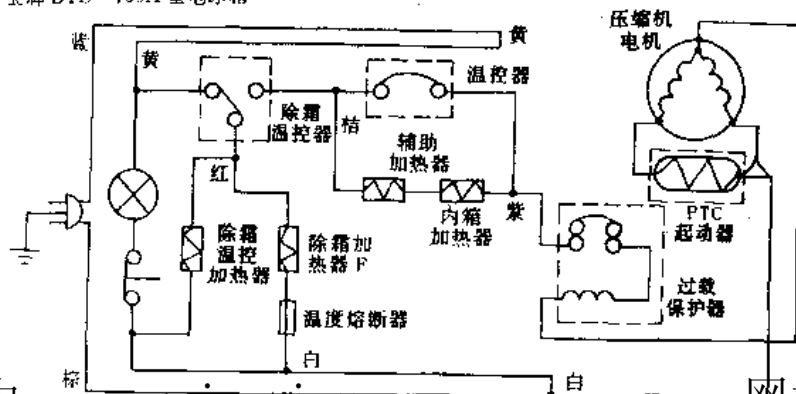 压缩机
电机
蓝
黄
黄
温控器
除霜
温控器
桔
辅助
加热器
红
紫
内箱
加热器
PTC
起动器
除霜
温控
加热器
除霜加
热器F
过载
保护器
温度熔断器
白
棕
白